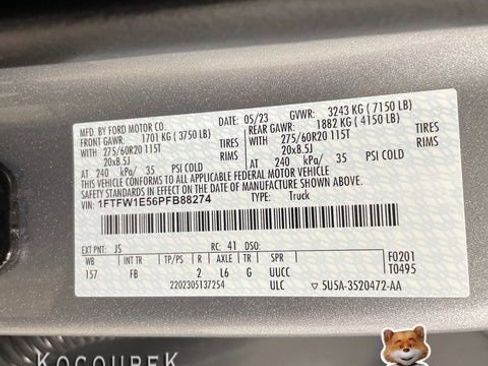 MFD. BY FORD MOTOR CO. 05/23 GVWR: 3243 KG ( 7150 LB)
FRONT GAWR: 1701 KG ( 3750 LB) REAR GAWR: 1882 KG ( 4150 LB)
WITH 275/60R20 115T TIRES WITH 275/60R20 115T TIRES
20x8.5J RIMS 20x8.5J RIMS
AT 240 kPa/ 35 PSI COLD AT 240 kPa/ 35 PSI COLD
THIS VEHICLE CONFORMS TO ALL APPLICABLE FEDERAL MOTOR VEHICLE
SAFETY STANDARDS IN EFFECT ON THE DATE OF MANUFACTURE SHOWN ABOVE.
VIN: 1FTFW1E56PFB88274 TYPE: Truck
EXT PNT: JS RC: 41 DSO:
WB INT TR TP/PS R AXLE TR SPR F0201
157 FB 2 L6 G UUCC T0495
2202305137254 ULC 5U5A-3520472-AA
KOCOUREK